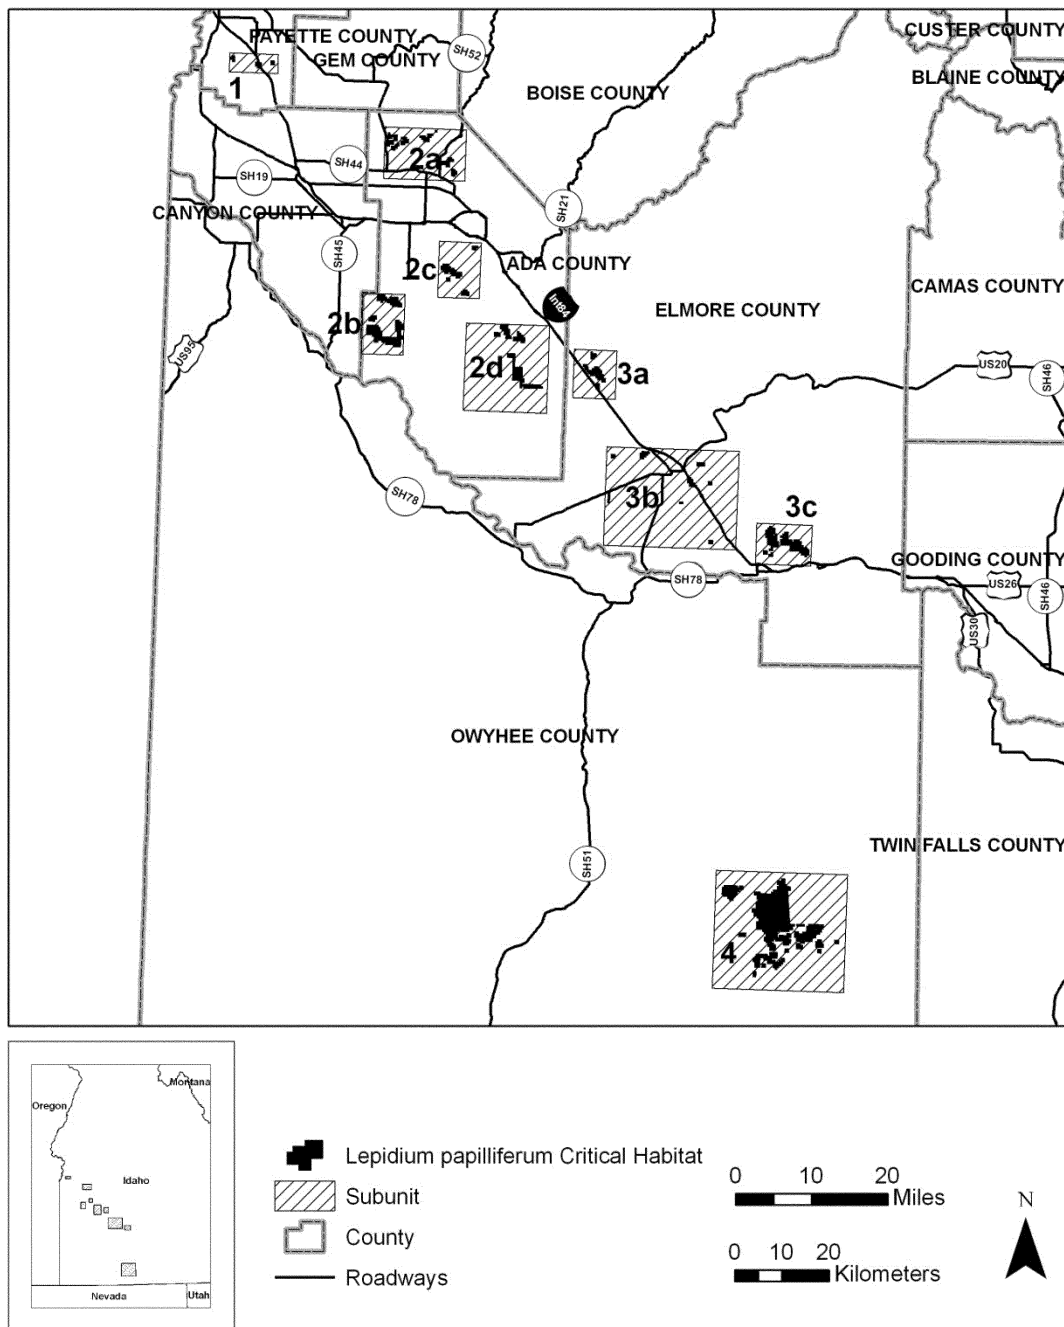 PAYETTE COUNTY
CUSTER COUNTY
GEM COUNTY
SH52
BLAINE COUNTY
1
BOISE COUNTY
2a
SH44
SH19
CANYON COUNTY
SH21
SH45
2c
ADA COUNTY
CAMAS COUNTY
In84
ELMORE COUNTY
2b
US95
2d
3a
US20
SH46
SH78
3b
3c
GOODING COUNTY
SH78
US26
SH46
US30
OWYHEE COUNTY
TWIN FALLS COUNTY
SH51
4
Montana
Oregon
Idaho
Nevada
Utah
Lepidium papilliferum Critical Habitat
Subunit
County
Roadways
0 10 20
Miles
0 10 20
Kilometers
N